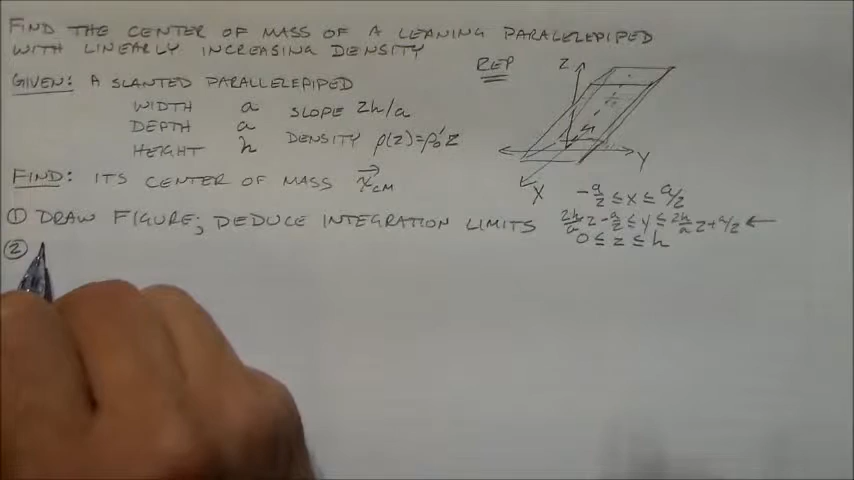 FIND THE CENTER OF MASS OF A LEANING PARALELEPIPED
WITH LINEARLY INCREASING DENSITY
GIVEN: A SLANTED PARALLELEPIPED
WIDTH a SLOPE 2h/a
DEPTH a DENSITY ρ(z)=ρ₀'z
HEIGHT h
REP
Z
Y
X
FIND: ITS CENTER OF MASS x⃗CM
① DRAW FIGURE; DEDUCE INTEGRATION LIMITS
-a/2 ≤ x ≤ a/2
2h/a z - a/2 ≤ y ≤ 2h/a z + a/2 ←
0 ≤ z ≤ h
②